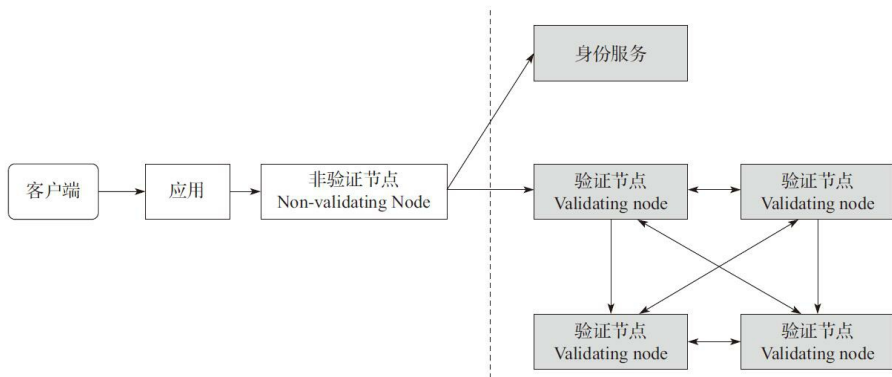 身份服务
客户端
应用
非验证节点
Non-validating Node
验证节点
Validating node
验证节点
Validating node
验证节点
Validating node
验证节点
Validating node